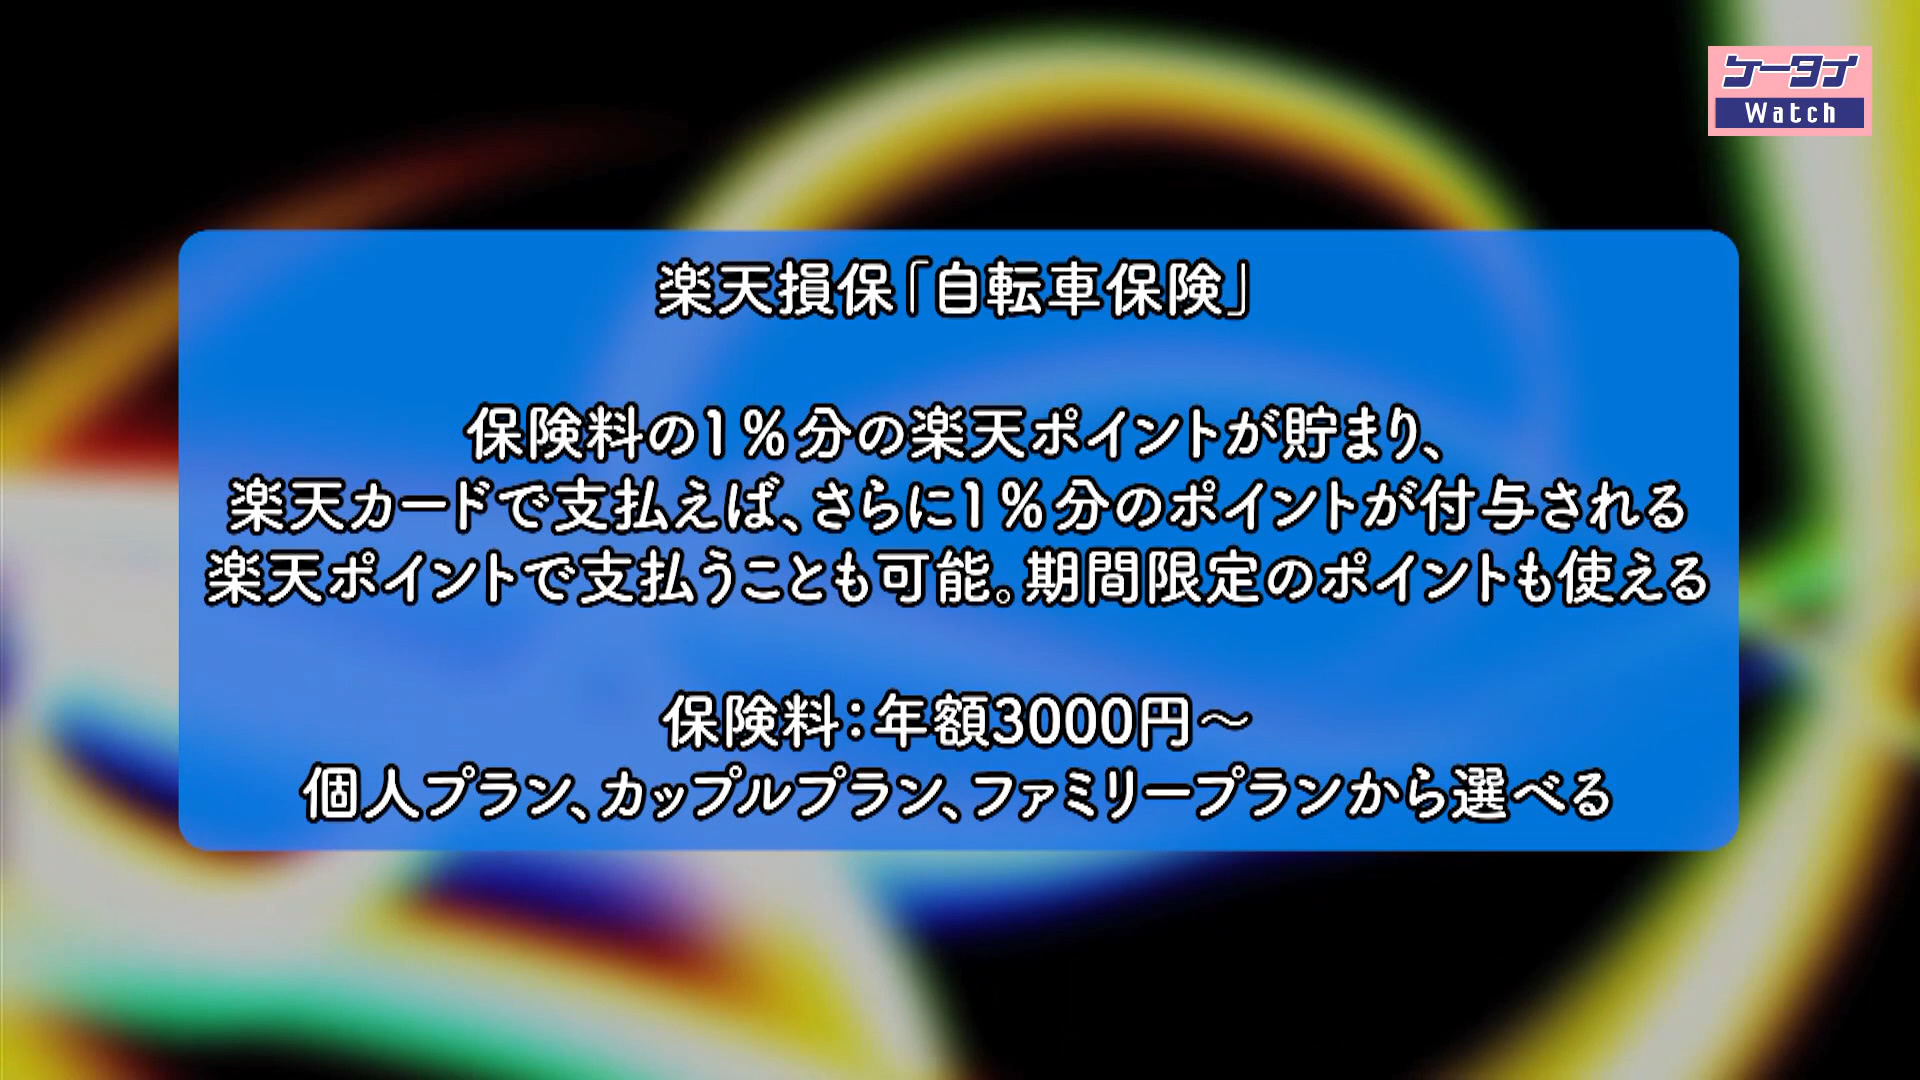 ケータイ
Watch
楽天損保「自転車保険」
保険料の1％分の楽天ポイントが貯まり、
楽天カードで支払えば、さらに1％分のポイントが付与される
楽天ポイントで支払うことも可能。期間限定のポイントも使える
保険料：年額3000円～
個人プラン、カップルプラン、ファミリープランから選べる